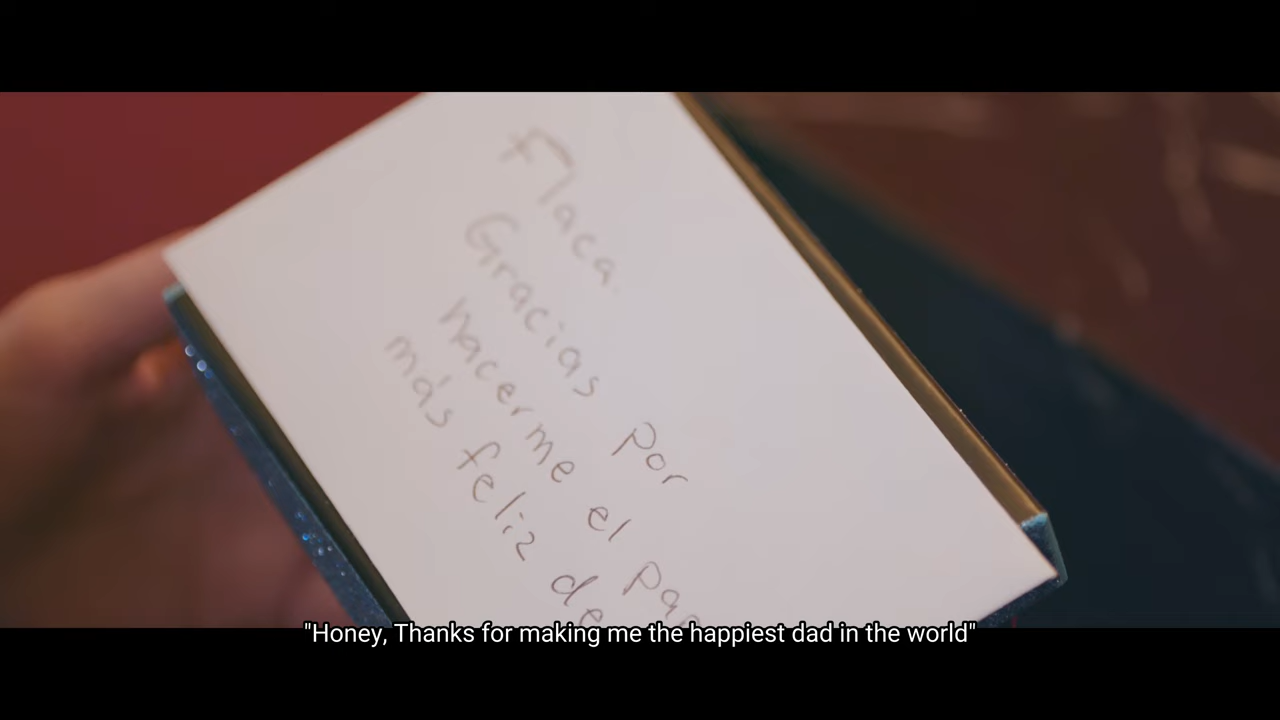 Flaca.
Gracias por
hacerme el pap
más feliz de
"Honey, Thanks for making me the happiest dad in the world"